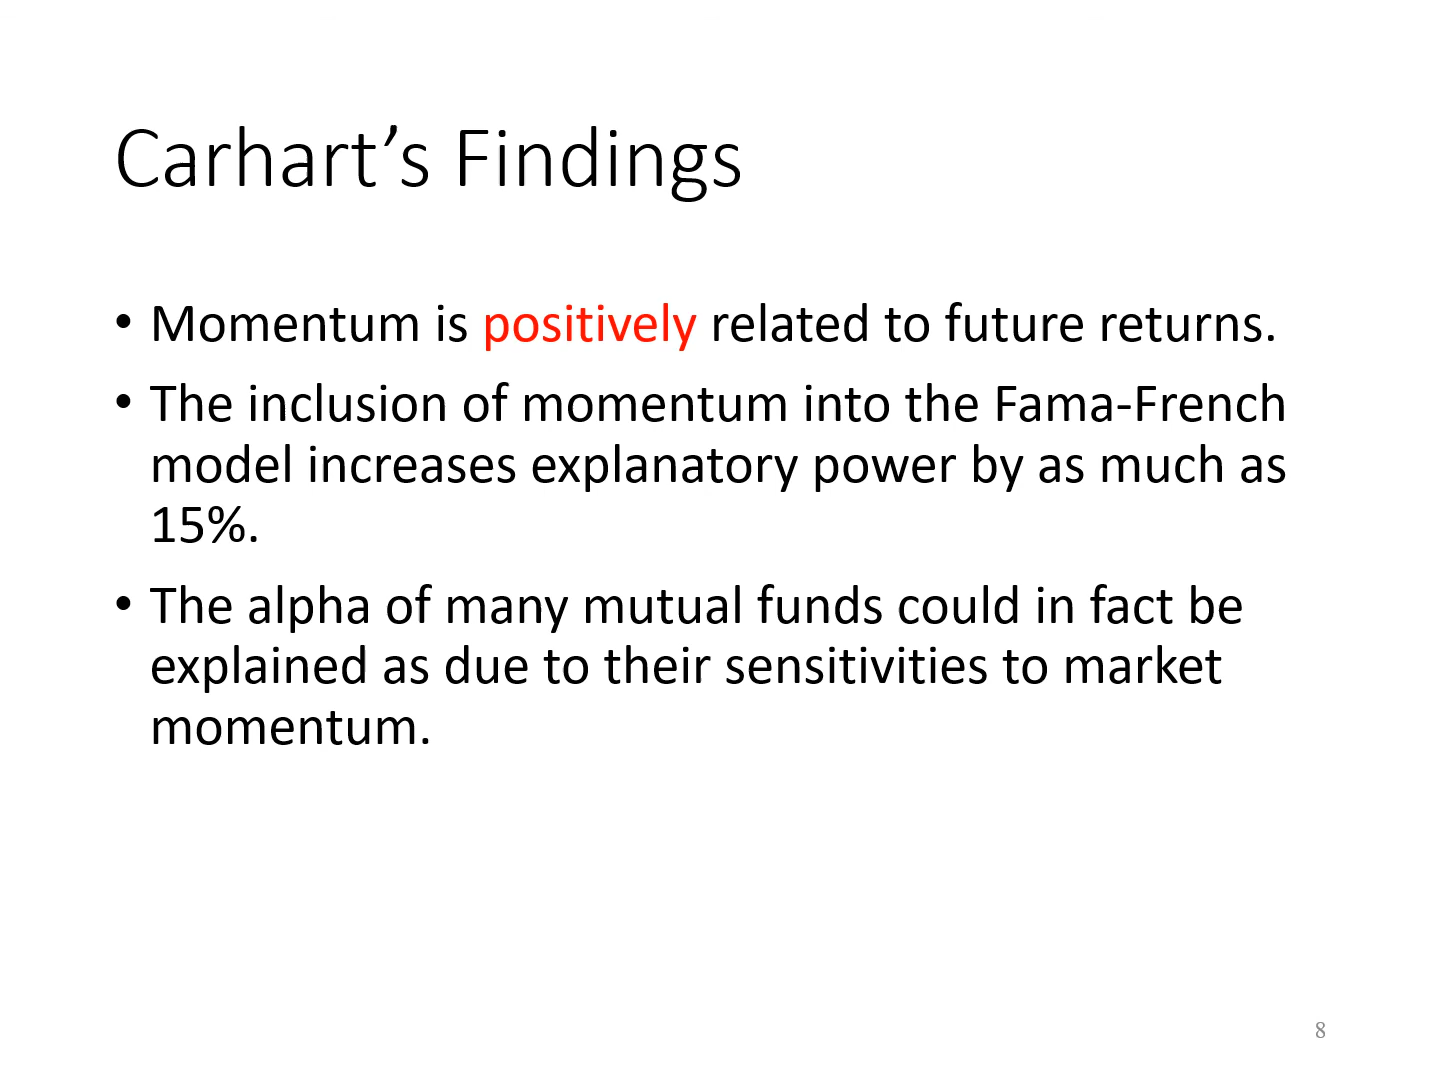 Carhart’s Findings
• Momentum is positively related to future returns.
• The inclusion of momentum into the Fama-French
model increases explanatory power by as much as
15%.
• The alpha of many mutual funds could in fact be
explained as due to their sensitivities to market
momentum.
8